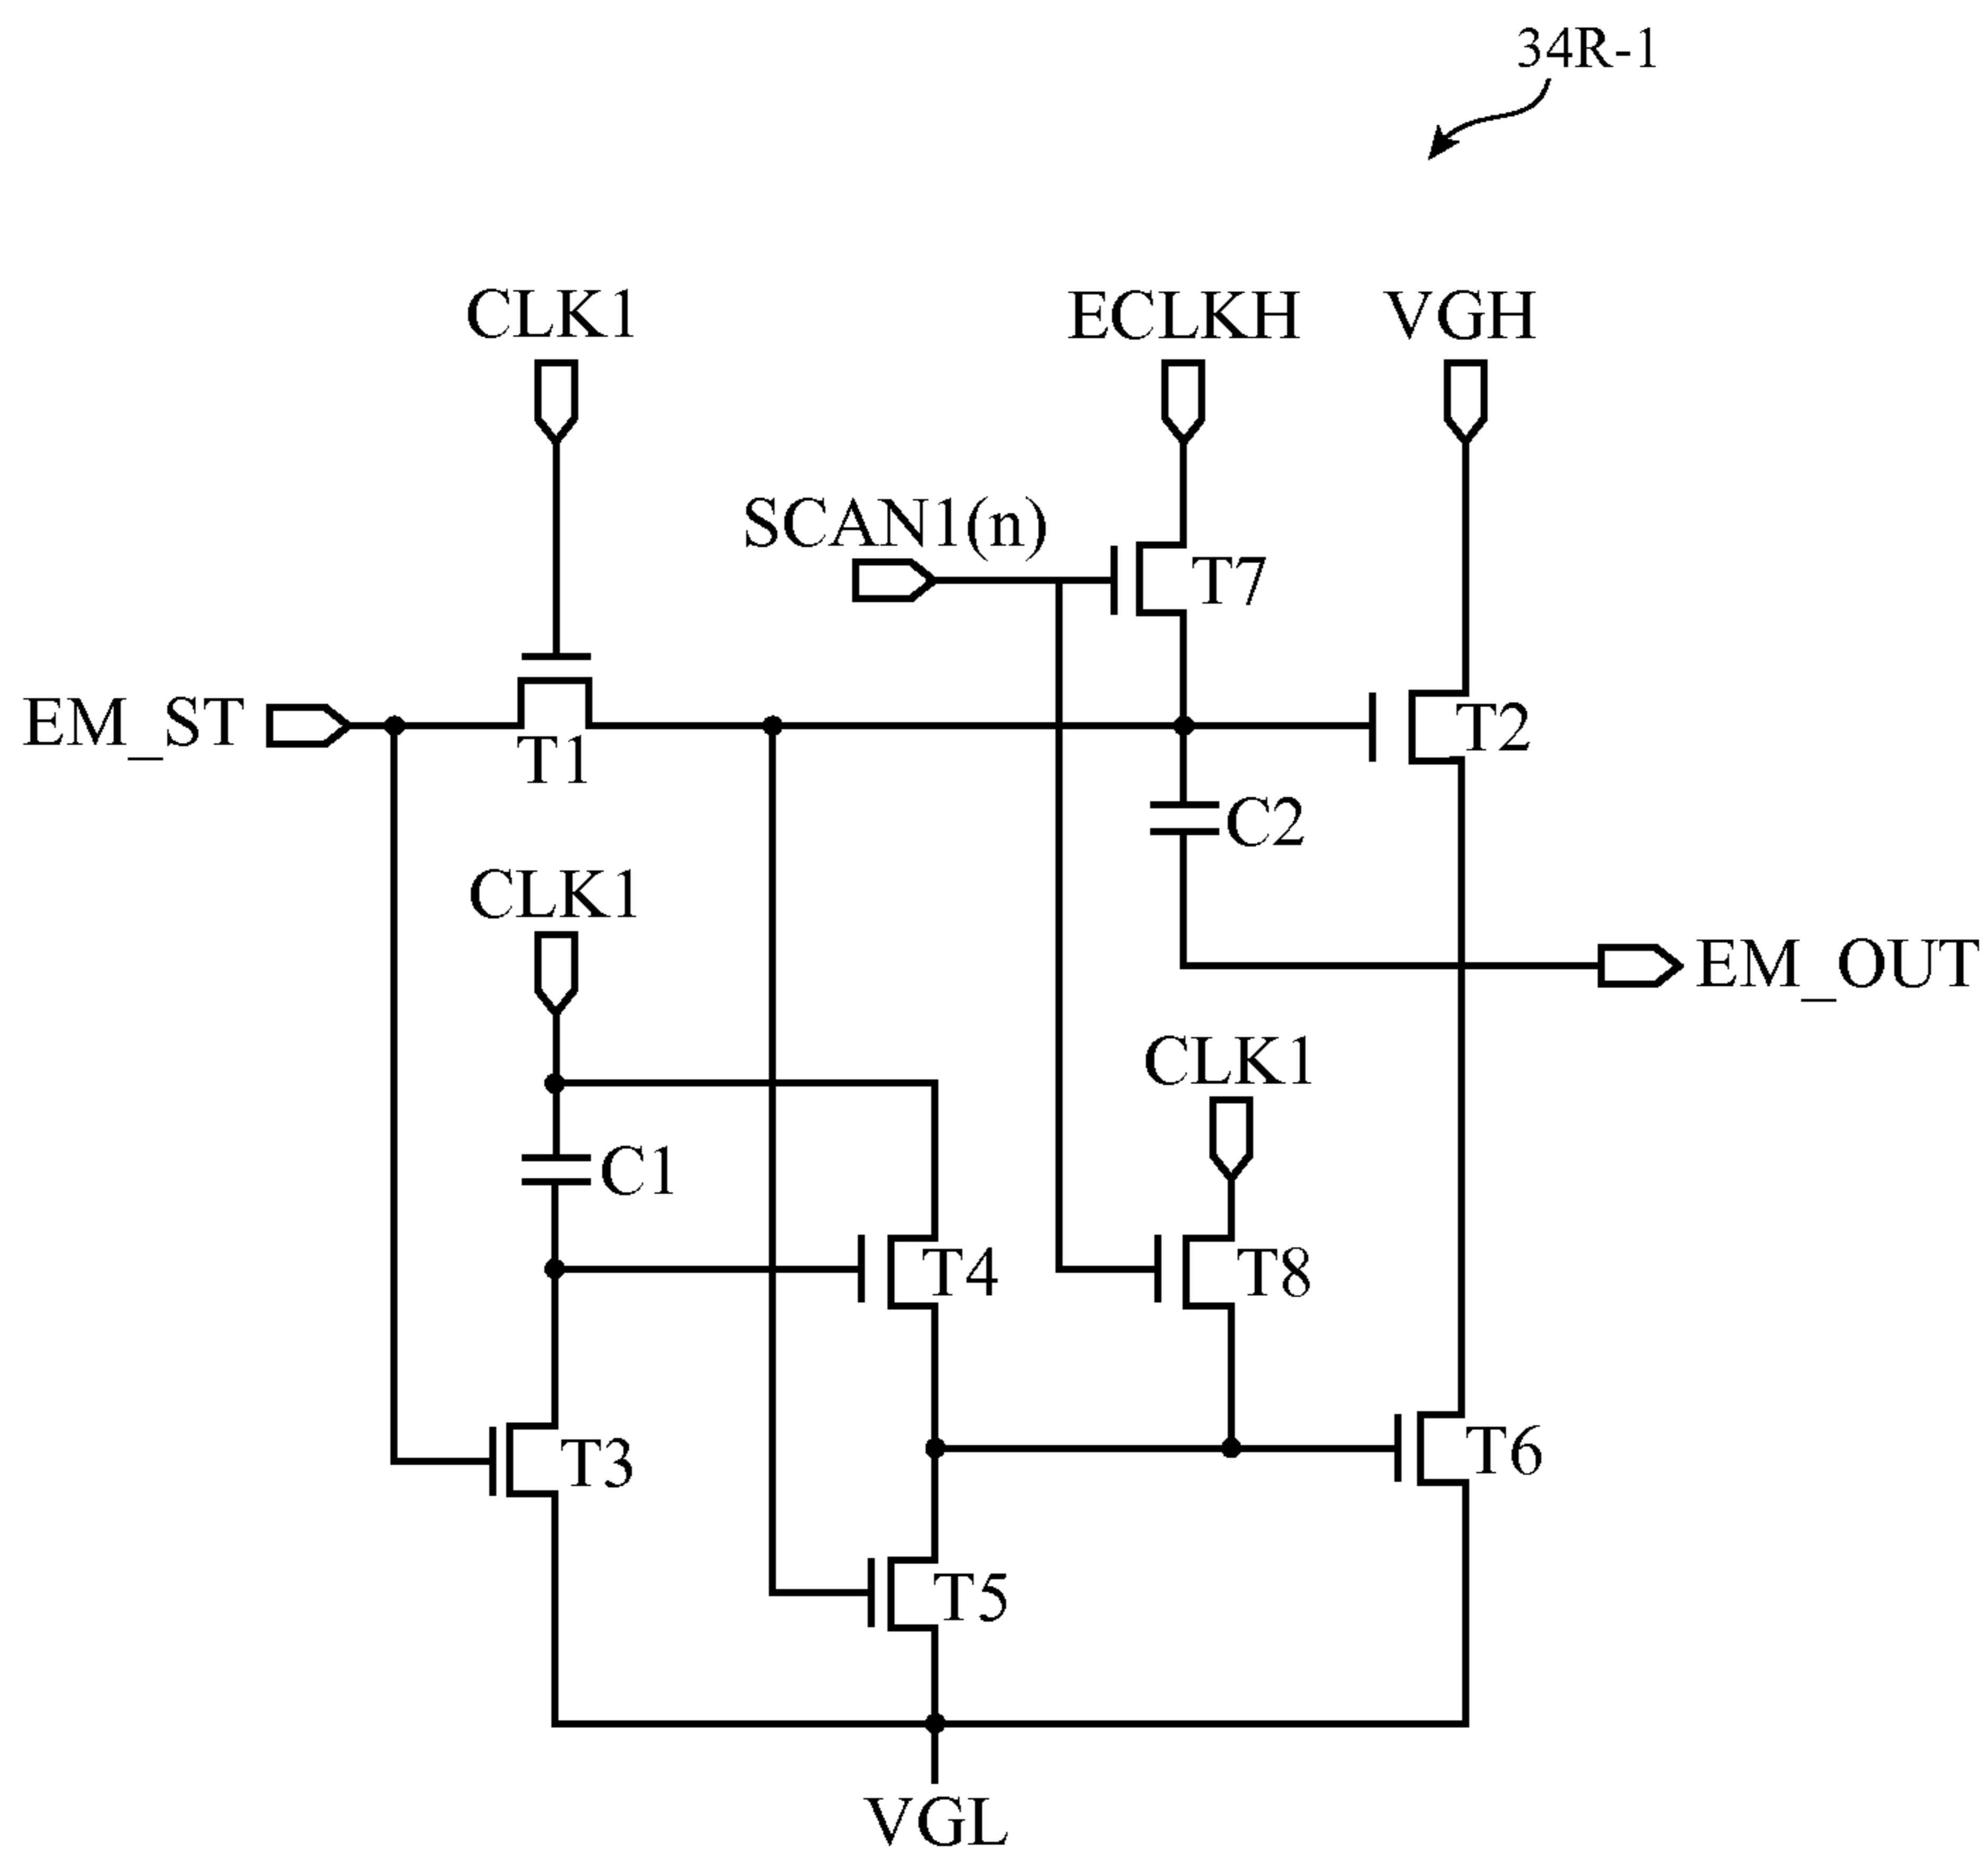 34R-1
CLK1
ECLKH
VGH
SCAN1(n)
T7
EM_ST
T1
T2
C2
CLK1
EM_OUT
CLK1
C1
T4
T8
T3
T6
T5
VGL